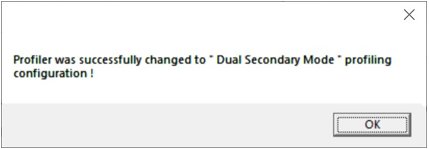 Profiler was successfully changed to " Dual Secondary Mode " profiling
configuration !
OK